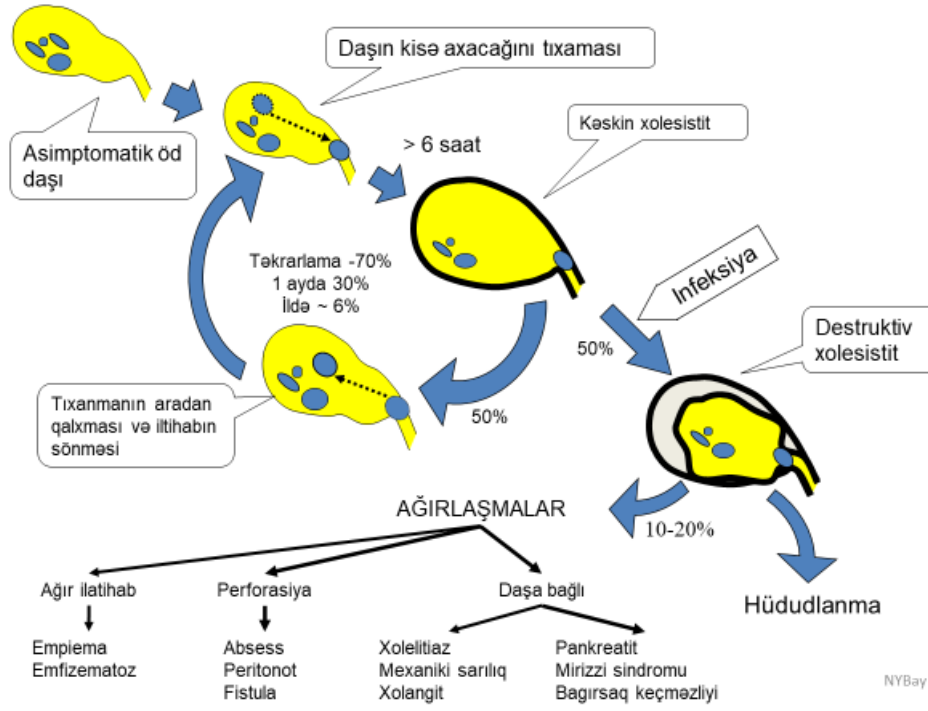 Daşın kisə axacağını tıxaması
Asimptomatik öd
daşı
> 6 saat
Kəskin xolesistit
Təkrarlama -70%
1 ayda 30%
İldə ~ 6%
İnfeksiya
50%
Destruktiv
xolesistit
Tıxanmanın aradan
qalxması və iltihabın
sönməsi
50%
AĞIRLAŞMALAR
10-20%
Hüdudlanma
Ağır ilatihab
Perforasiya
Daşa bağlı
Empiema
Emfizematoz
Absess
Peritonot
Fistula
Xolelitiaz
Mexaniki sarılıq
Xolangit
Pankreatit
Mirizzi sindromu
Bagırsaq keçməzliyi
NYBay